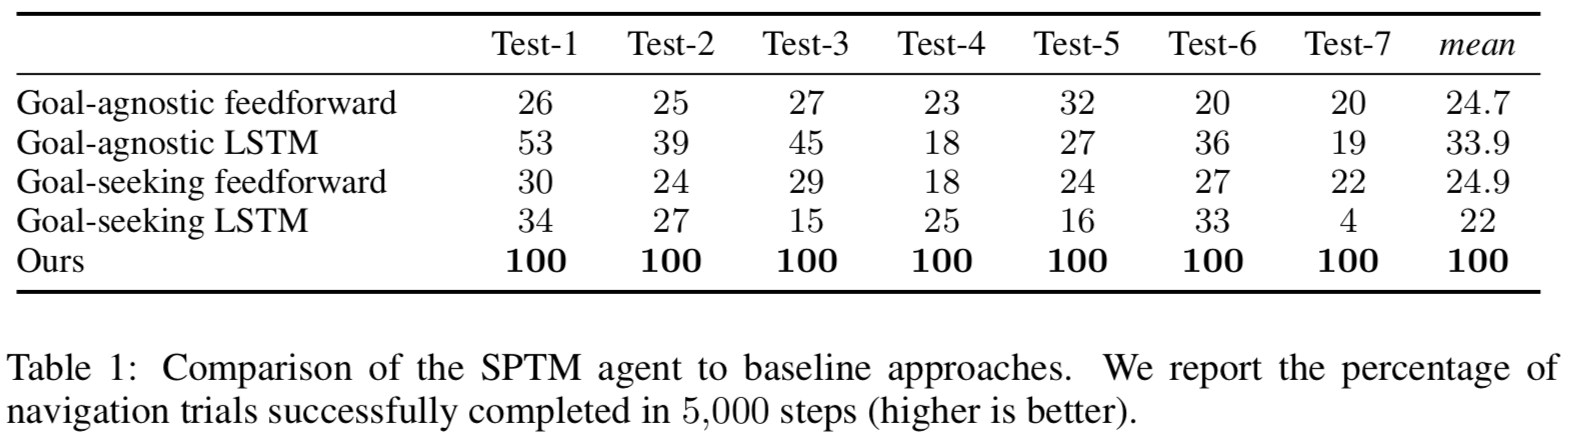 Test-1 Test-2 Test-3 Test-4 Test-5 Test-6 Test-7 mean
Goal-agnostic feedforward 26 25 27 23 32 20 20 24.7
Goal-agnostic LSTM 53 39 45 18 27 36 19 33.9
Goal-seeking feedforward 30 24 29 18 24 27 22 24.9
Goal-seeking LSTM 34 27 15 25 16 33 4 22
Ours 100 100 100 100 100 100 100 100
Table 1: Comparison of the SPTM agent to baseline approaches. We report the percentage of
navigation trials successfully completed in 5,000 steps (higher is better).